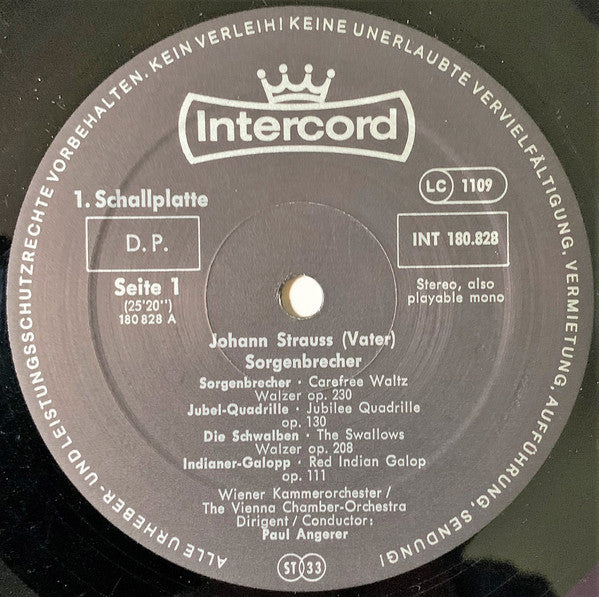 ALLE URHEBER- UND LEISTUNGSSCHUTZRECHTE VORBEHALTEN. KEIN VERLEIH! KEINE UNERLAUBTE VERVIELFÄLTIGUNG, VERMIETUNG, AUFFÜHRUNG, SENDUNG!
Intercord
1. Schallplatte
LC 1109
D. P.
INT 180.828
Seite 1
(25'20")
180 828 A
Stereo, also
playable mono
Johann Strauss (Vater)
Sorgenbrecher
Sorgenbrecher · Carefree Waltz
Walzer op. 230
Jubel-Quadrille · Jubilee Quadrille
op. 130
Die Schwalben · The Swallows
Walzer op. 208
Indianer-Galopp · Red Indian Galop
op. 111
Wiener Kammerorchester /
The Vienna Chamber-Orchestra
Dirigent / Conductor:
Paul Angerer
ST 33